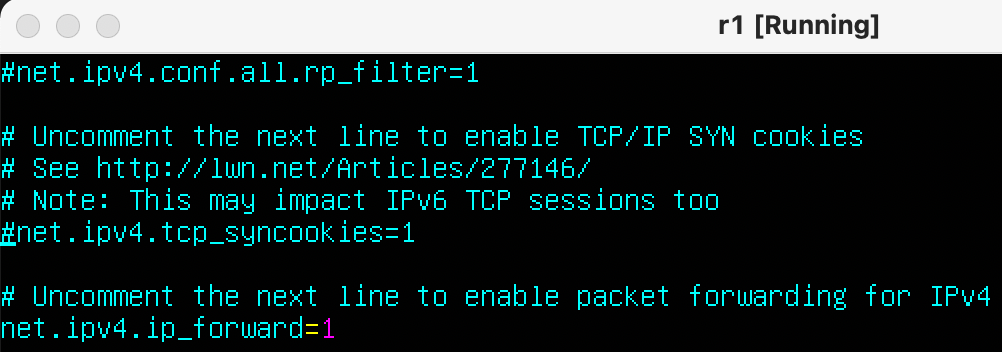 r1 [Running]
#net.ipv4.conf.all.rp_filter=1
# Uncomment the next line to enable TCP/IP SYN cookies
# See http://lwn.net/Articles/277146/
# Note: This may impact IPv6 TCP sessions too
#net.ipv4.tcp_syncookies=1
# Uncomment the next line to enable packet forwarding for IPv4
net.ipv4.ip_forward=1